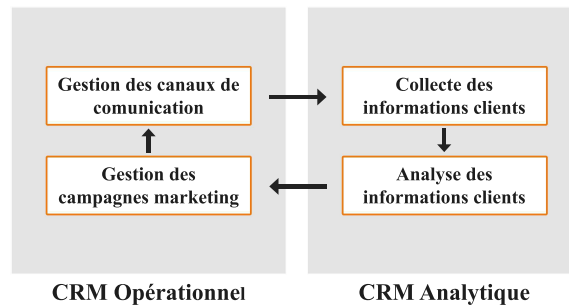 Gestion des canaux de
comunication
Collecte des
informations clients
Gestion des
campagnes marketing
Analyse des
informations clients
CRM Opérationnel
CRM Analytique